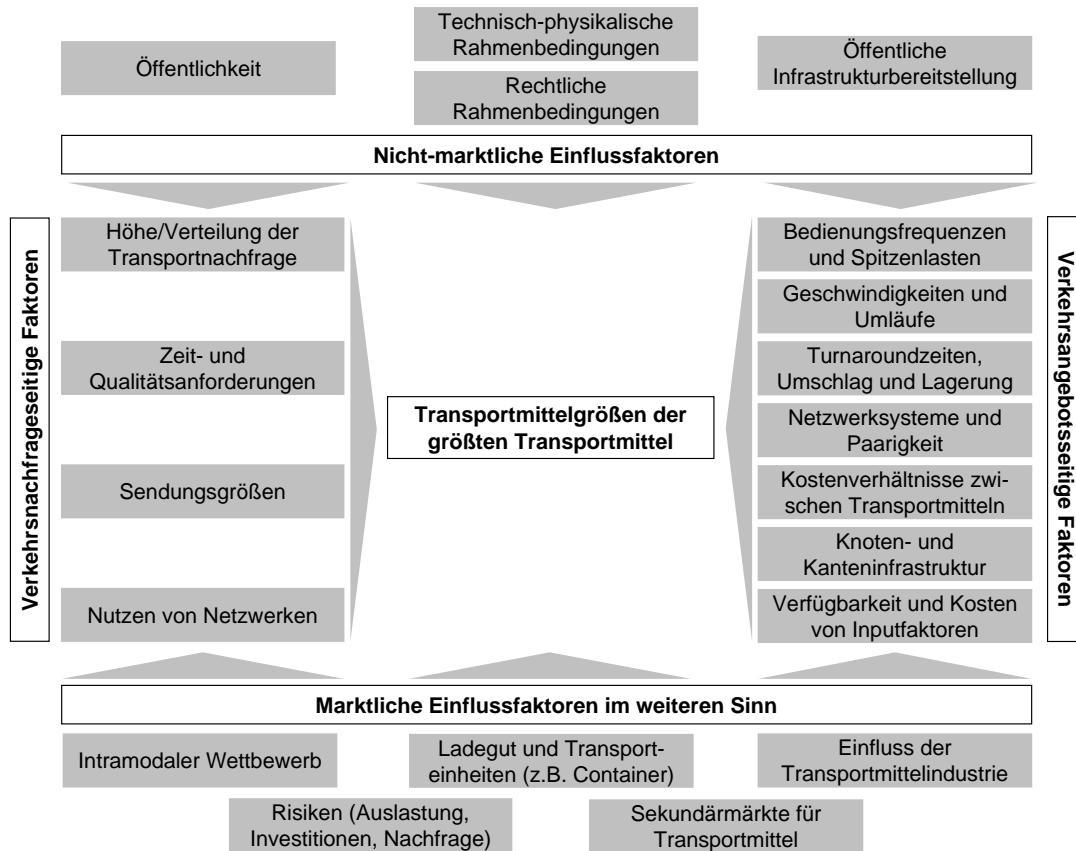 Öffentlichkeit
Technisch-physikalische
Rahmenbedingungen
Rechtliche
Rahmenbedingungen
Öffentliche
Infrastrukturbereitstellung
Nicht-marktliche Einflussfaktoren
Verkehrsnachfrageseitige Faktoren
Höhe/Verteilung der
Transportnachfrage
Zeit- und
Qualitätsanforderungen
Sendungsgrößen
Nutzen von Netzwerken
Transportmittelgrößen der
größten Transportmittel
Bedienungsfrequenzen
und Spitzenlasten
Geschwindigkeiten und
Umläufe
Turnaroundzeiten,
Umschlag und Lagerung
Netzwerksysteme und
Paarigkeit
Kostenverhältnisse zwi-
schen Transportmitteln
Knoten- und
Kanteninfrastruktur
Verfügbarkeit und Kosten
von Inputfaktoren
Verkehrsangebotsseitige Faktoren
Marktliche Einflussfaktoren im weiteren Sinn
Intramodaler Wettbewerb
Ladegut und Transport-
einheiten (z.B. Container)
Einfluss der
Transportmittelindustrie
Risiken (Auslastung,
Investitionen, Nachfrage)
Sekundärmärkte für
Transportmittel